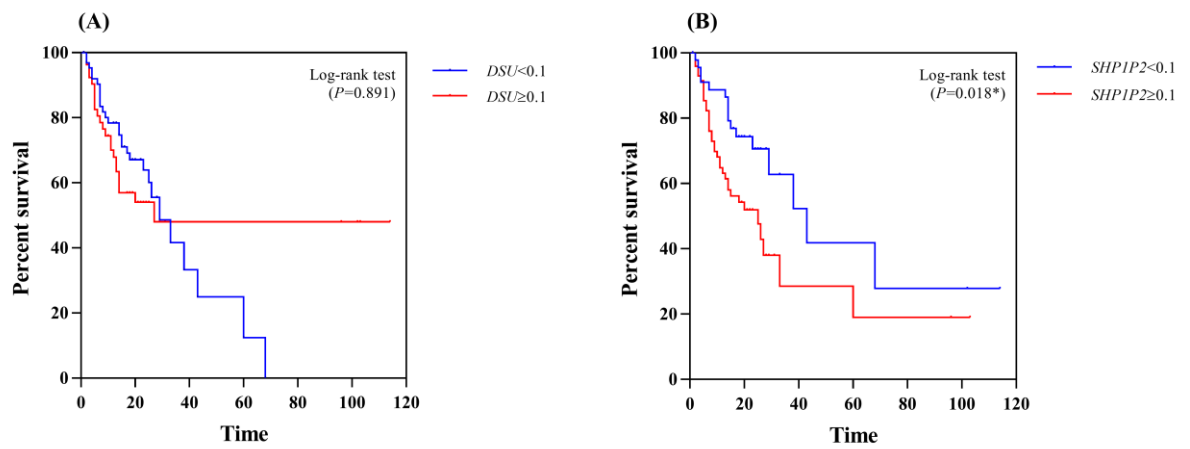 (A)
Log-rank test
(P=0.891)
DSU<0.1
DSU≥0.1
Percent survival
100
80
60
40
20
0
0 20 40 60 80 100 120
Time
(B)
Log-rank test
(P=0.018*)
SHP1P2<0.1
SHP1P2≥0.1
Percent survival
100
80
60
40
20
0
0 20 40 60 80 100 120
Time